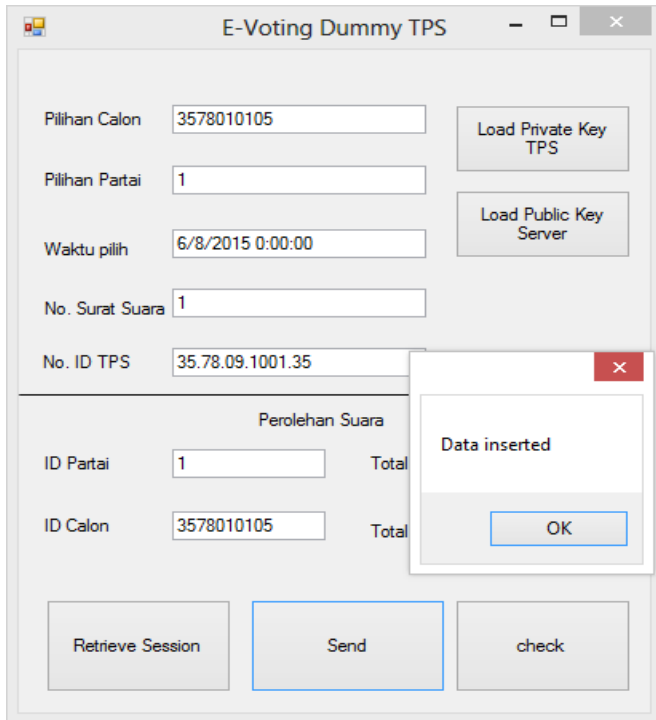 E-Voting Dummy TPS
Pilihan Calon
3578010105
Load Private Key
TPS
Pilihan Partai
1
Load Public Key
Server
Waktu pilih
6/8/2015 0:00:00
No. Surat Suara
1
No. ID TPS
35.78.09.1001.35
Perolehan Suara
ID Partai
1
Total
ID Calon
3578010105
Total
Data inserted
OK
Retrieve Session
Send
check